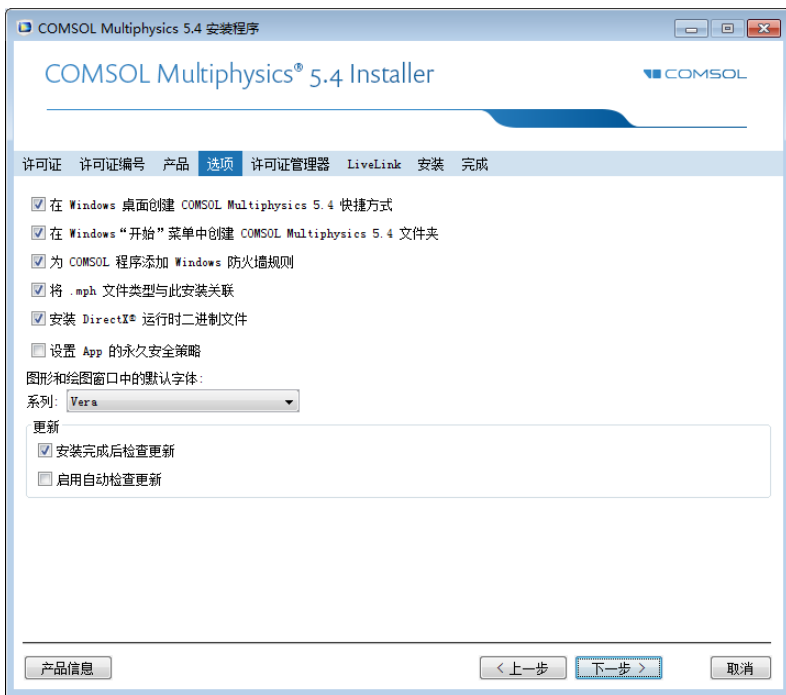 COMSOL Multiphysics 5.4 安装程序
COMSOL Multiphysics® 5.4 Installer
COMSOL
许可证 许可证编号 产品 选项 许可证管理器 LiveLink 安装 完成
在 Windows 桌面创建 COMSOL Multiphysics 5.4 快捷方式
在 Windows“开始”菜单中创建 COMSOL Multiphysics 5.4 文件夹
为 COMSOL 程序添加 Windows 防火墙规则
将 .mph 文件类型与此安装关联
安装 DirectX® 运行时二进制文件
设置 App 的永久安全策略
图形和绘图窗口中的默认字体:
系列: Vera
更新
安装完成后检查更新
启用自动检查更新
产品信息 < 上一步 下一步 > 取消